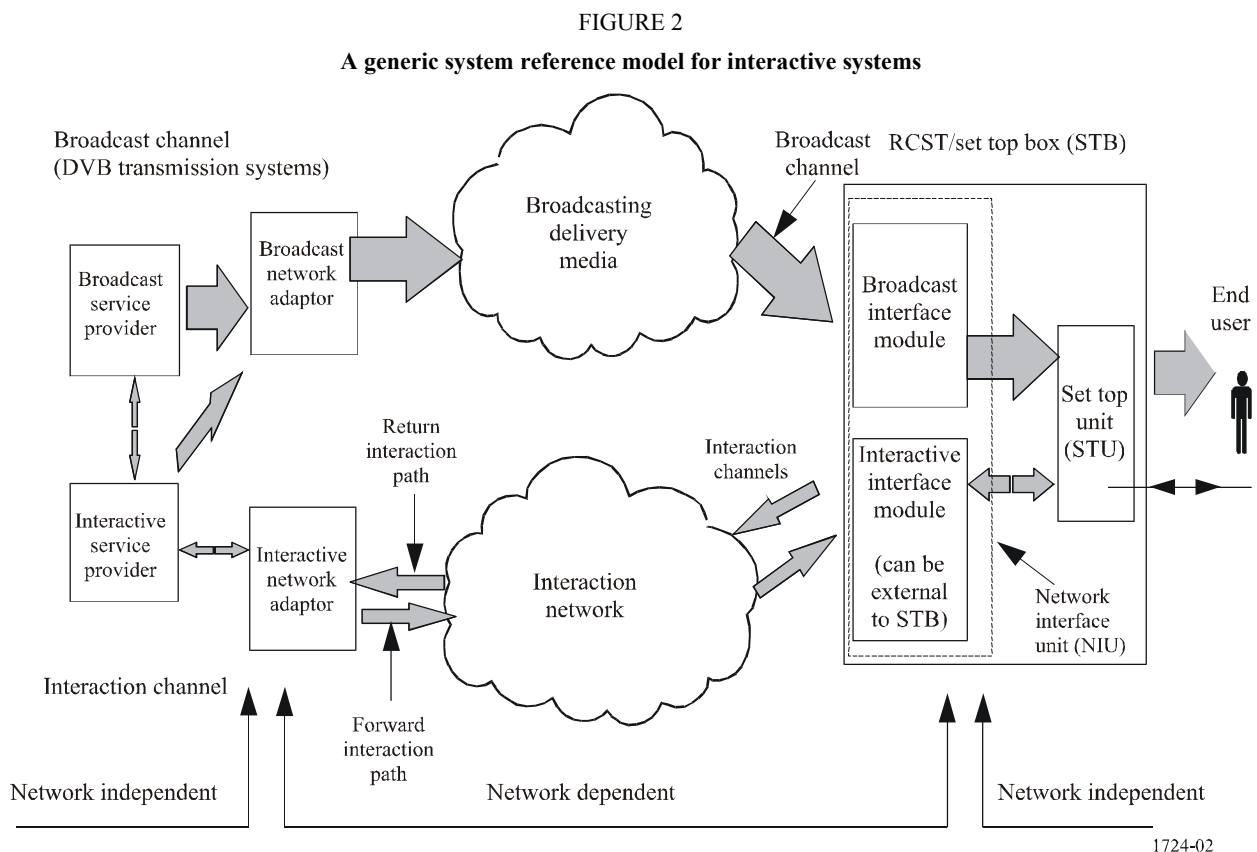 FIGURE 2
A generic system reference model for interactive systems
Broadcast channel
(DVB transmission systems)
Broadcast
channel
RCST/set top box (STB)
Broadcast
service
provider
Broadcast
network
adaptor
Broadcasting
delivery
media
Broadcast
interface
module
End
user
Set top
unit
(STU)
Return
interaction
path
Interaction
channels
Interactive
interface
module
(can be
external
to STB)
Interactive
service
provider
Interactive
network
adaptor
Interaction
network
Network
interface
unit (NIU)
Interaction channel
Forward
interaction
path
Network independent
Network dependent
Network independent
1724-02